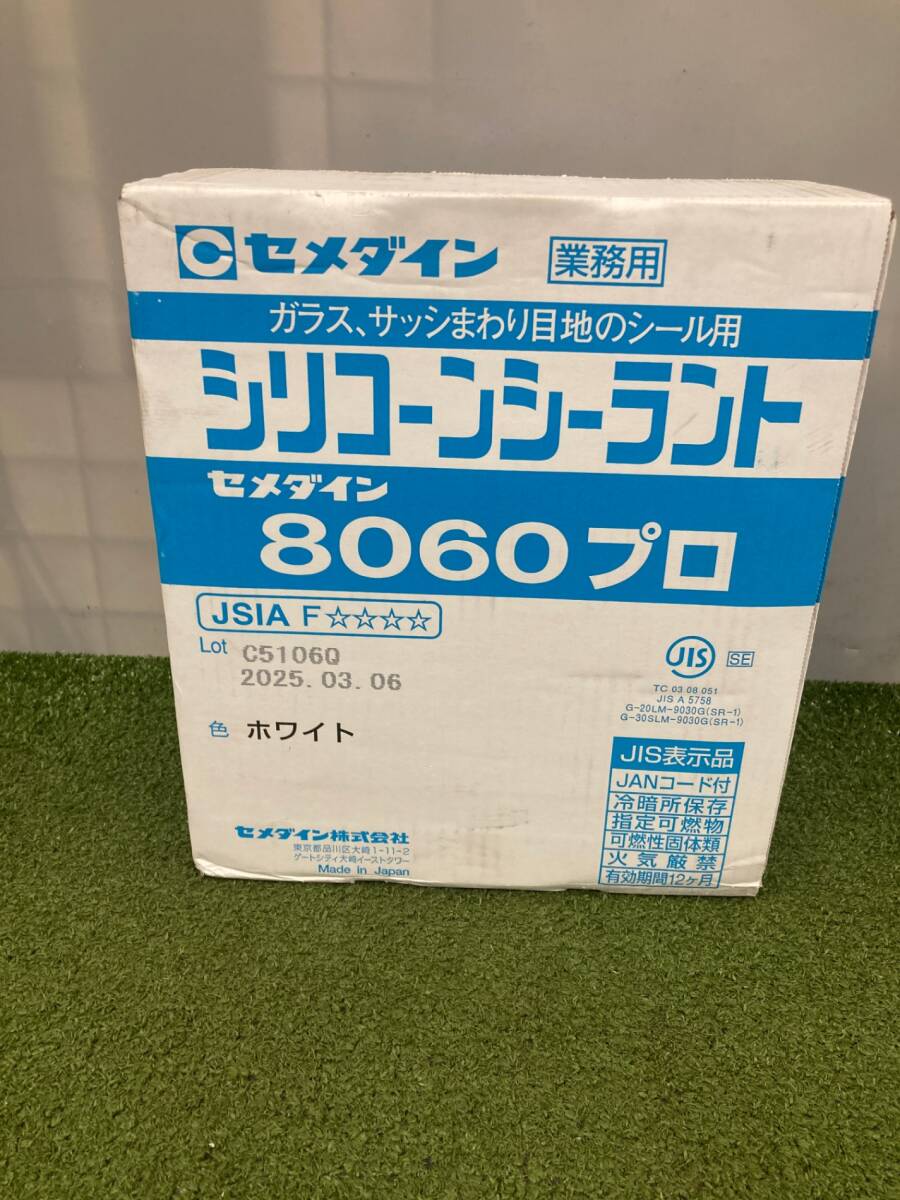 C セメダイン 業務用
ガラス、サッシまわり目地のシール用
シリコーンシーラント
セメダイン
8060プロ
JSIA F☆☆☆☆
Lot C5106Q
2025.03.06
色 ホワイト
JIS SE
TC 03 08 051
JIS A 5758
G-20LM-9030G(SR-1)
G-30SLM-9030G(SR-1)
JIS表示品
JANコード付
冷暗所保存
指定可燃物
可燃性固体類
火気厳禁
有効期間12ヶ月
セメダイン株式会社
東京都品川区大崎1-11-2
ゲートシティ大崎イーストタワー
Made in Japan